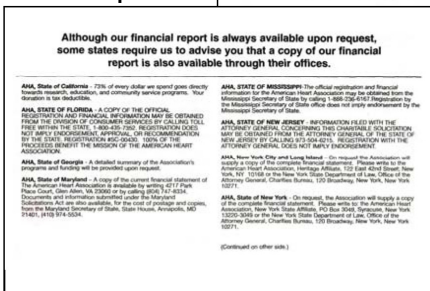 Although our financial report is always available upon request,
some states require us to advise you that a copy of our financial
report is also available through their offices.
AHA, State of California - 73% of every dollar we spend goes directly
towards research, education, and community service programs. Your
donation is tax deductible.
AHA, STATE OF FLORIDA - A COPY OF THE OFFICIAL
REGISTRATION AND FINANCIAL INFORMATION MAY BE OBTAINED
FROM THE DIVISION OF CONSUMER SERVICES BY CALLING TOLL
FREE WITHIN THE STATE, 1-800-435-7352. REGISTRATION DOES
NOT IMPLY ENDORSEMENT, APPROVAL, OR RECOMMENDATION
BY THE STATE. REGISTRATION #SC-00430. 100% OF THE
PROCEEDS BENEFIT THE MISSION OF THE AMERICAN HEART
ASSOCIATION.
AHA, State of Georgia - A detailed summary of the Association's
programs and funding will be provided upon request.
AHA, State of Maryland - A copy of the current financial statement of
The American Heart Association is available by writing 4217 Park
Place Court, Glen Allen, VA 23060 or by calling (804) 747-8334.
Documents and information submitted under the Maryland
Solicitations Act are also available, for the cost of postage and copies,
from the Maryland Secretary of State, State House, Annapolis, MD
21401, (410) 974-5534.
AHA, STATE OF MISSISSIPPI-The official registration and financial
information for the American Heart Association may be obtained from the
Mississippi Secretary of State by calling 1-888-236-6167. Registration by
the Mississippi Secretary of State office does not imply endorsement by the
Mississippi Secretary of State.
AHA, STATE OF NEW JERSEY - INFORMATION FILED WITH THE
ATTORNEY GENERAL CONCERNING THIS CHARITABLE SOLICITATION
MAY BE OBTAINED FROM THE ATTORNEY GENERAL OF THE STATE OF
NEW JERSEY BY CALLING 973-504-6215. REGISTRATION WITH THE
ATTORNEY GENERAL DOES NOT IMPLY ENDORSEMENT.
AHA, New York City and Long Island - On request the Association will
supply a copy of the complete financial statement. Please write to: the
American Heart Association, Heritage Affiliate, 122 East 42nd Street, New
York, NY 10168 or the New York State Department of Law, Office of the
Attorney General, Charities Bureau, 120 Broadway, New York, New York
10271.
AHA, State of New York - On request, the Association will supply a copy
of the complete financial statement. Please write to: the American Heart
Association, New York State Affiliate, PO Box 3049, Syracuse, New York
13220-3049 or the New York State Department of Law, Office of the
Attorney General, Charities Bureau, 120 Broadway, New York, New York
10271.
(Continued on other side.)